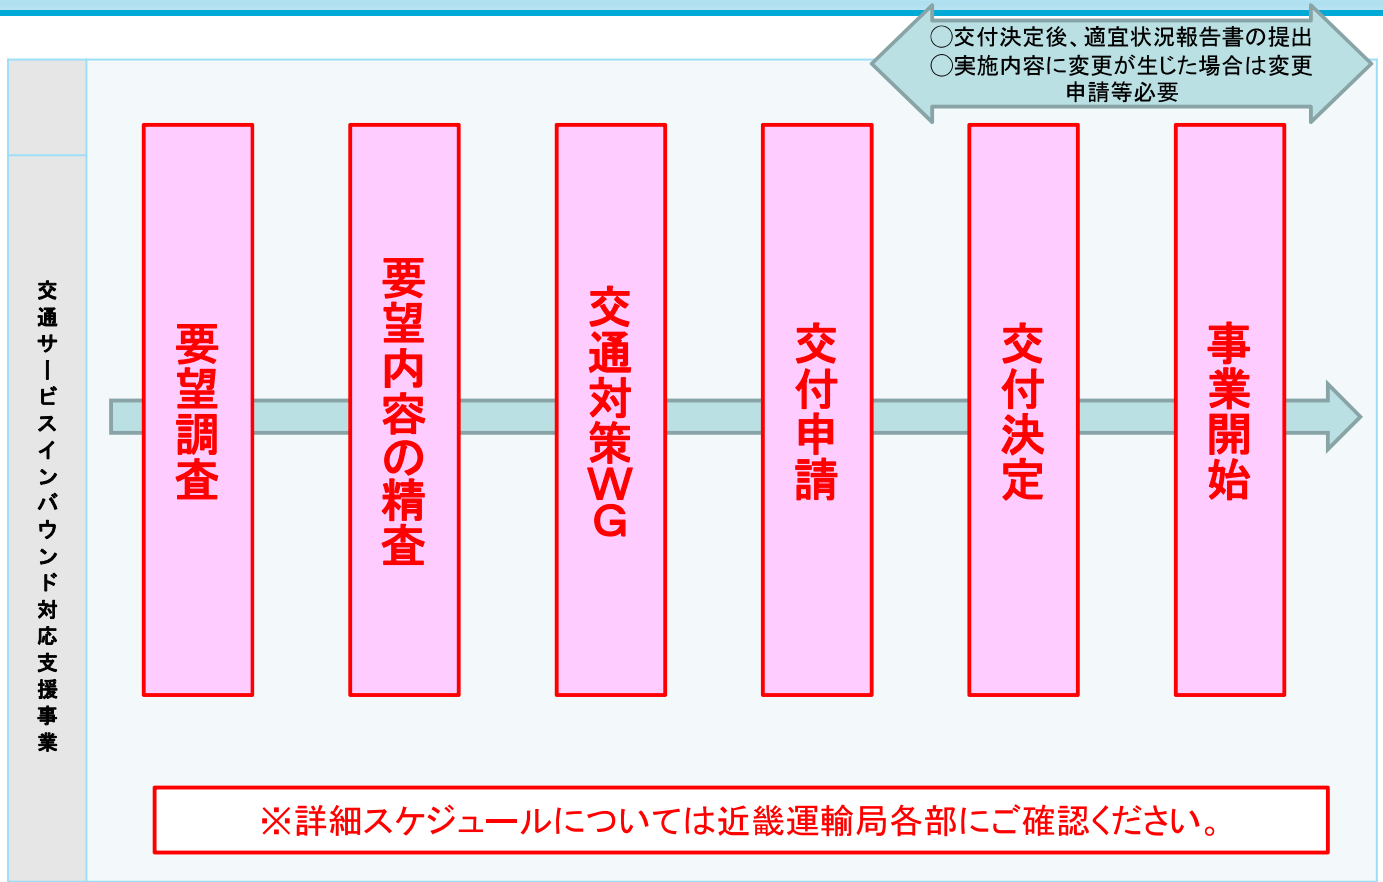 ○交付決定後、適宜状況報告書の提出
○実施内容に変更が生じた場合は変更
申請等必要
交通サービスインバウンド対応支援事業
要望調査
要望内容の精査
交通対策ＷＧ
交付申請
交付決定
事業開始
※詳細スケジュールについては近畿運輸局各部にご確認ください。